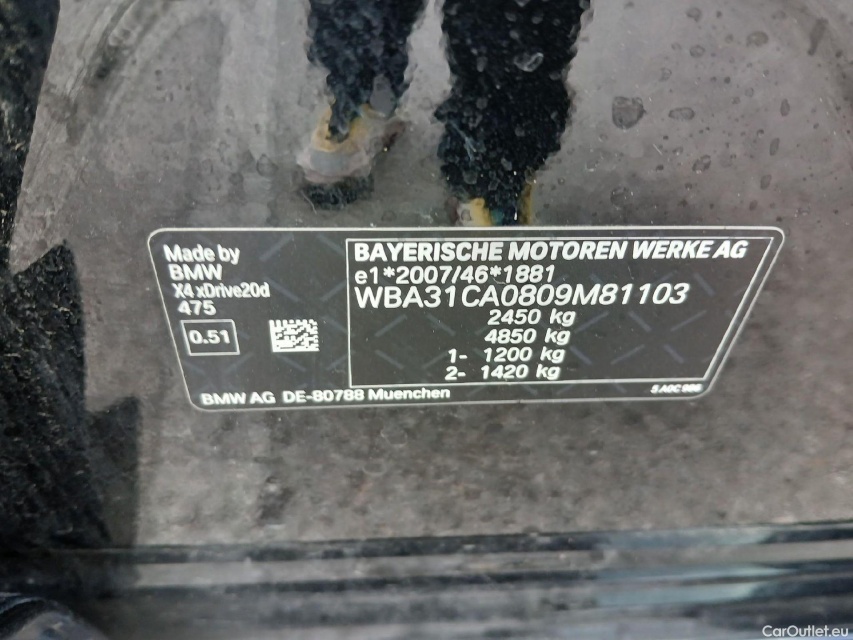 Made by
BMW
X4 xDrive20d
475
0.51
BMW AG DE-80788 Muenchen
BAYERISCHE MOTOREN WERKE AG
e1*2007/46*1881
WBA31CA0809M81103
2450 kg
4850 kg
1- 1200 kg
2- 1420 kg
CarOutlet.eu